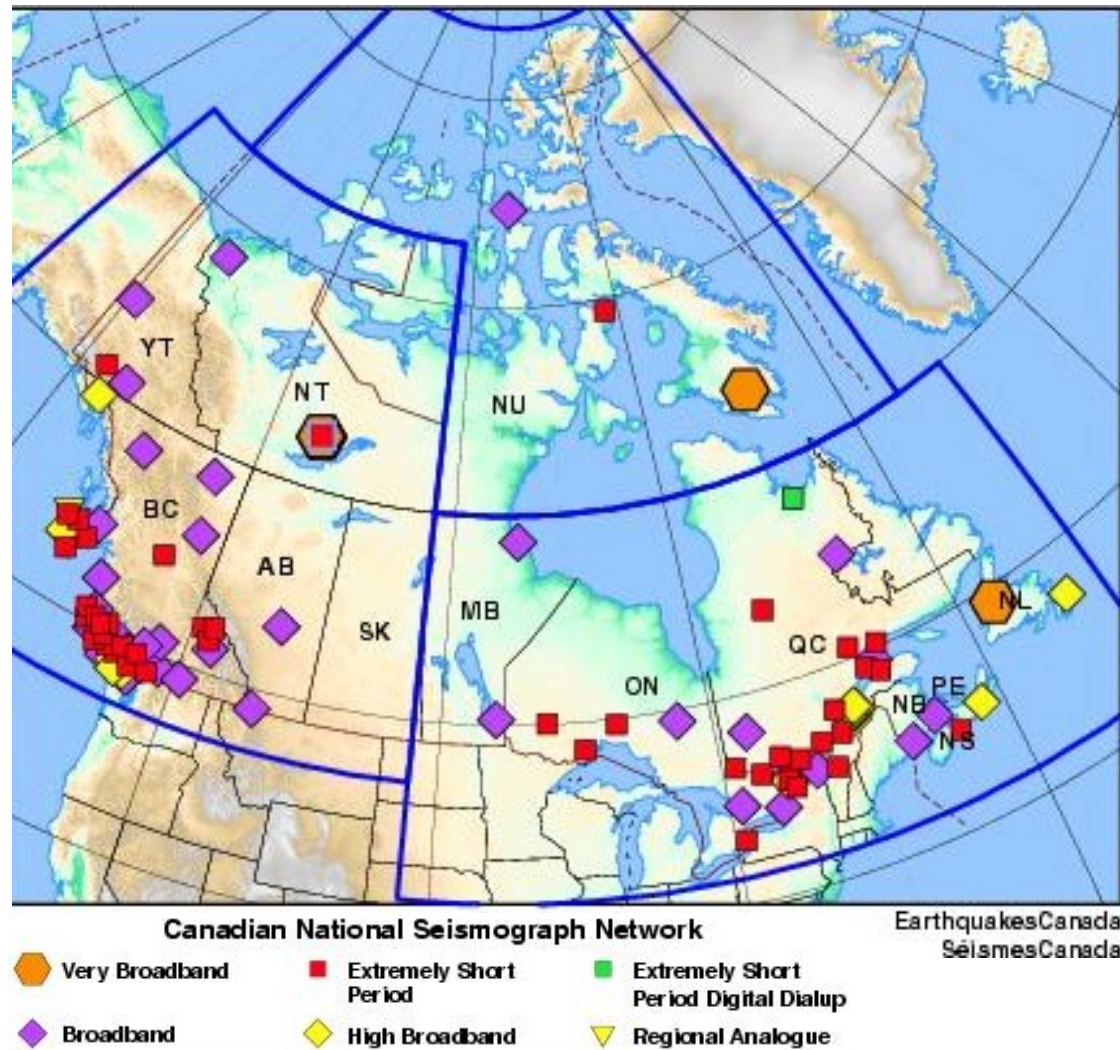 YT
NT
NU
BC
AB
SK
MB
ON
QC
NL
NB
PE
NS
Canadian National Seismograph Network
EarthquakesCanada
SéismesCanada
Very Broadband
Extremely Short
Period
Extremely Short
Period Digital Dialup
Broadband
High Broadband
Regional Analogue